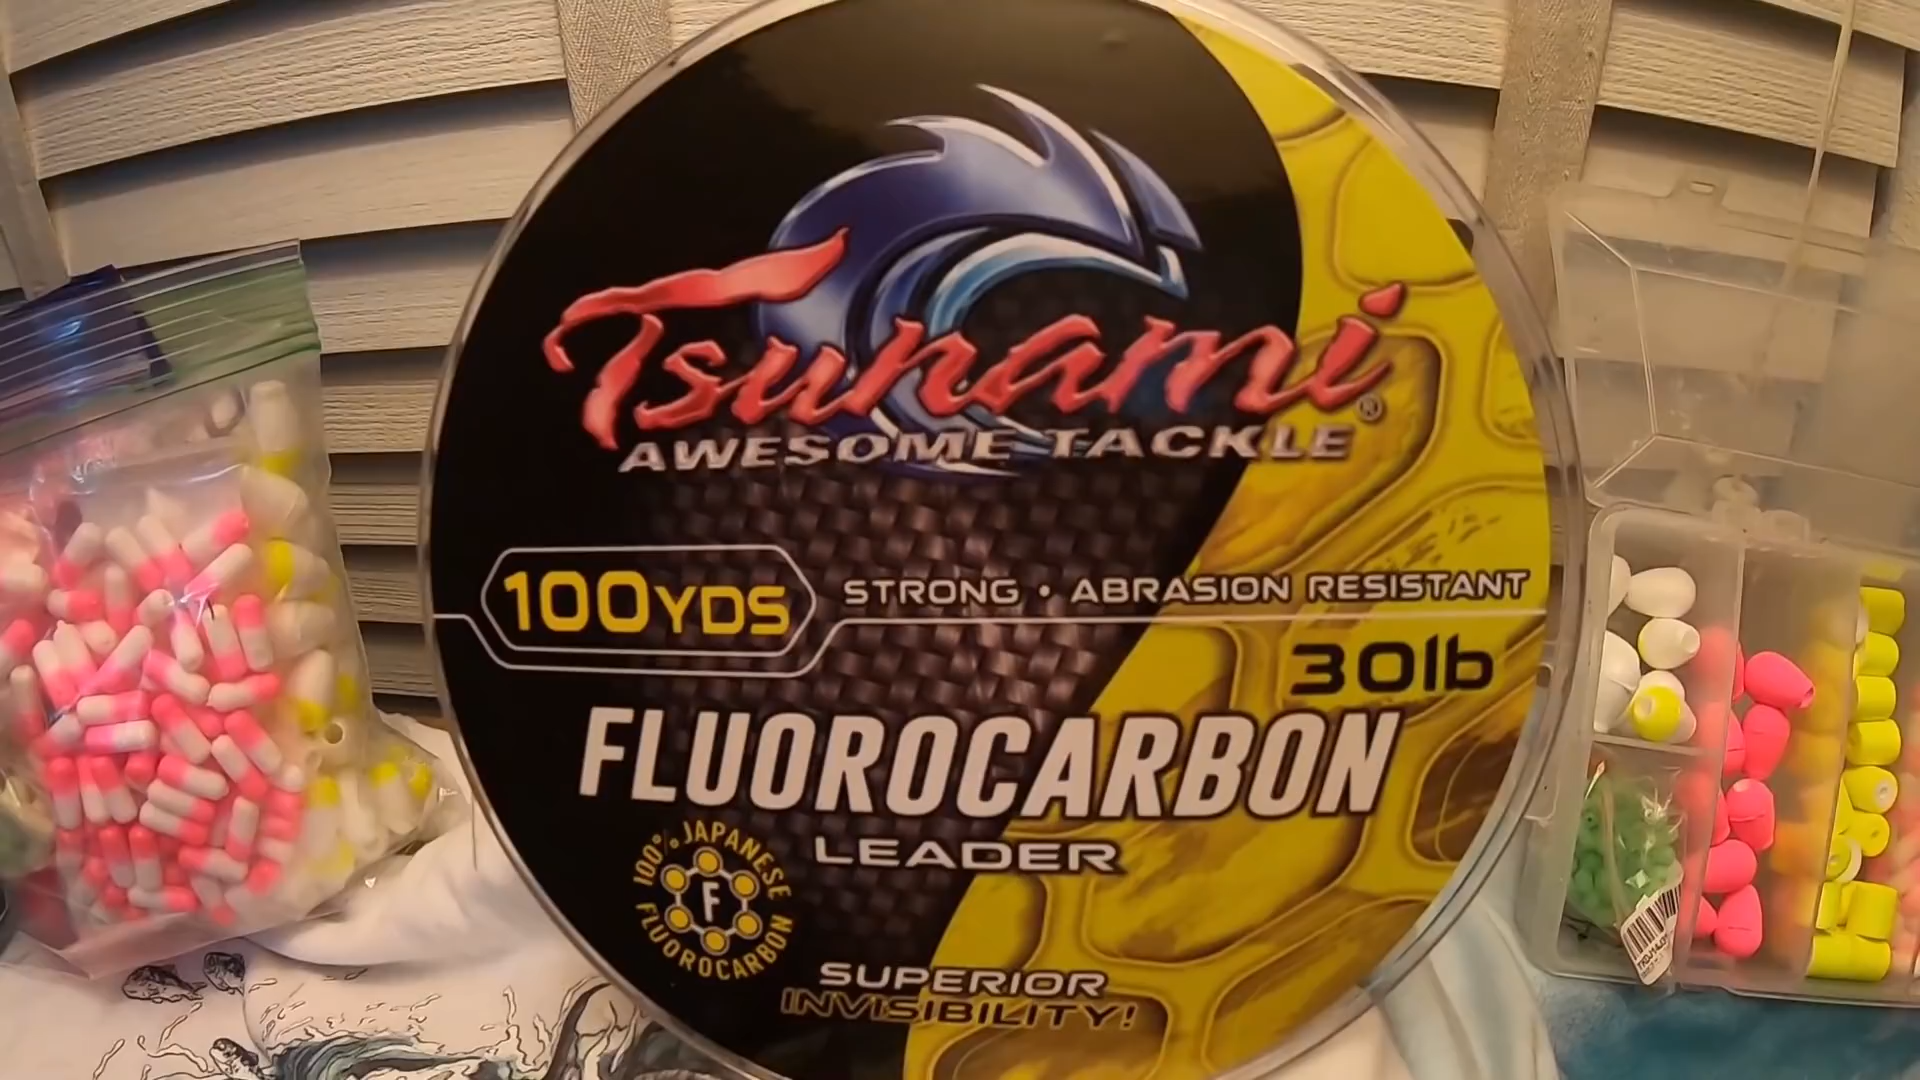 Tsunami®
AWESOME TACKLE
100YDS
STRONG • ABRASION RESISTANT
30lb
FLUOROCARBON
LEADER
100% JAPANESE
F
FLUOROCARBON
SUPERIOR
INVISIBILITY!